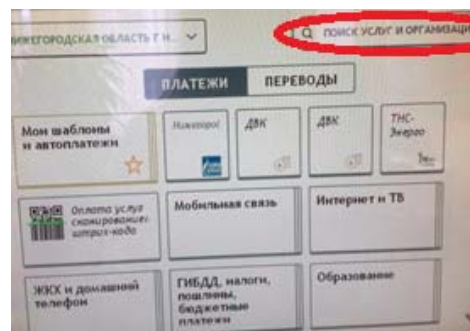 НИЖЕГОРОДСКАЯ ОБЛАСТЬ Г Н...
ПОИСК УСЛУГ И ОРГАНИЗАЦИ
ПЛАТЕЖИ
ПЕРЕВОДЫ
Мои шаблоны
и автоплатежи
ДВК
ДВК
ТНС-
Энерго
Оплата услуг
сканированием
штрих-кода
Мобильная связь
Интернет и ТВ
ЖКХ и домашний
телефон
ГИБДД, налоги,
пошлины,
бюджетные
платежи
Образование